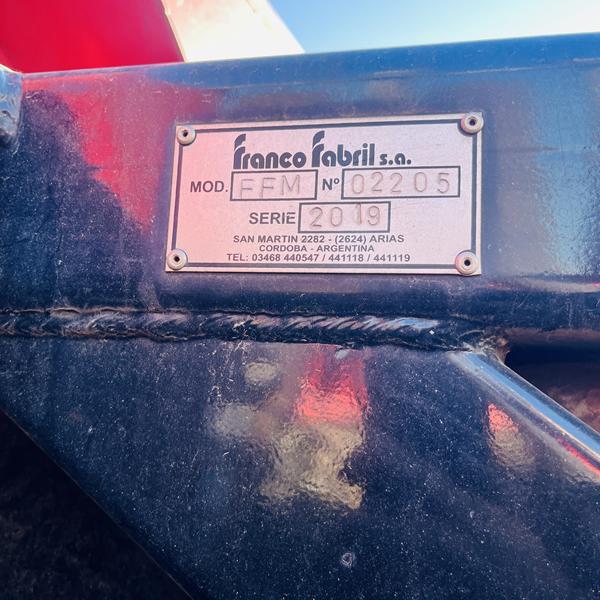 Franco Fabril s.a.
MOD. FFM Nº 02205
SERIE 2019
SAN MARTIN 2282 - (2624) ARIAS
CORDOBA - ARGENTINA
TEL: 03468 440547 / 441118 / 441119